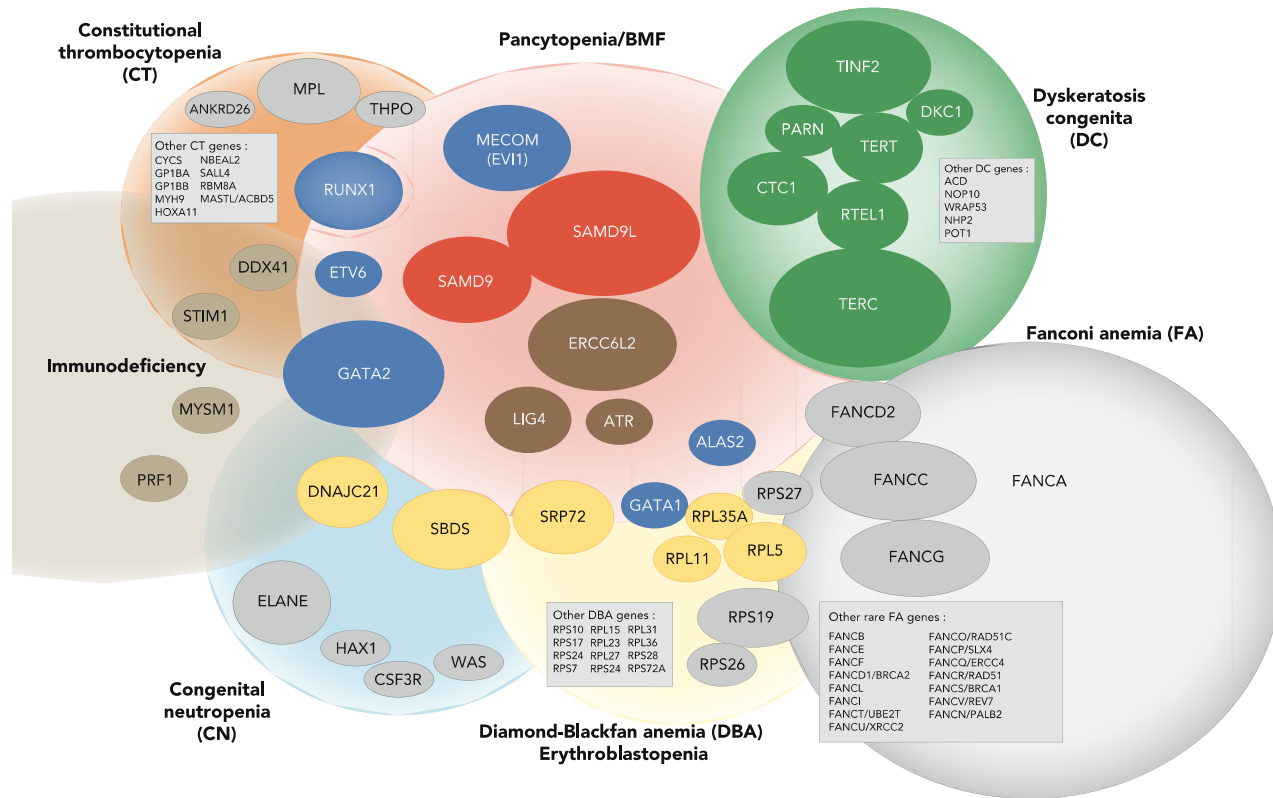 Constitutional
thrombocytopenia
(CT)
Pancytopenia/BMF
Dyskeratosis
congenita
(DC)
Immunodeficiency
Fanconi anemia (FA)
Congenital
neutropenia
(CN)
Diamond-Blackfan anemia (DBA)
Erythroblastopenia
ANKRD26
MPL
THPO
Other CT genes :
CYCS NBEAL2
GP1BA SALL4
GP1BB RBM8A
MYH9 MASTL/ACBD5
HOXA11
RUNX1
DDX41
ETV6
STIM1
GATA2
MYSM1
PRF1
MECOM
(EVI1)
SAMD9L
SAMD9
ERCC6L2
LIG4
ATR
ALAS2
GATA1
TINF2
PARN
DKC1
TERT
CTC1
RTEL1
TERC
Other DC genes :
ACD
NOP10
WRAP53
NHP2
POT1
FANCD2
FANCC
FANCA
FANCG
DNAJC21
SBDS
SRP72
RPL35A
RPS27
RPL11
RPL5
RPS19
RPS26
ELANE
HAX1
CSF3R
WAS
Other DBA genes :
RPS10 RPL15 RPL31
RPS17 RPL23 RPL36
RPS24 RPL27 RPS28
RPS7 RPS24 RPS72A
Other rare FA genes :
FANCB FANCO/RAD51C
FANCE FANCP/SLX4
FANCF FANCQ/ERCC4
FANCD1/BRCA2 FANCR/RAD51
FANCL FANCS/BRCA1
FANCI FANCV/REV7
FANCT/UBE2T FANCN/PALB2
FANCU/XRCC2